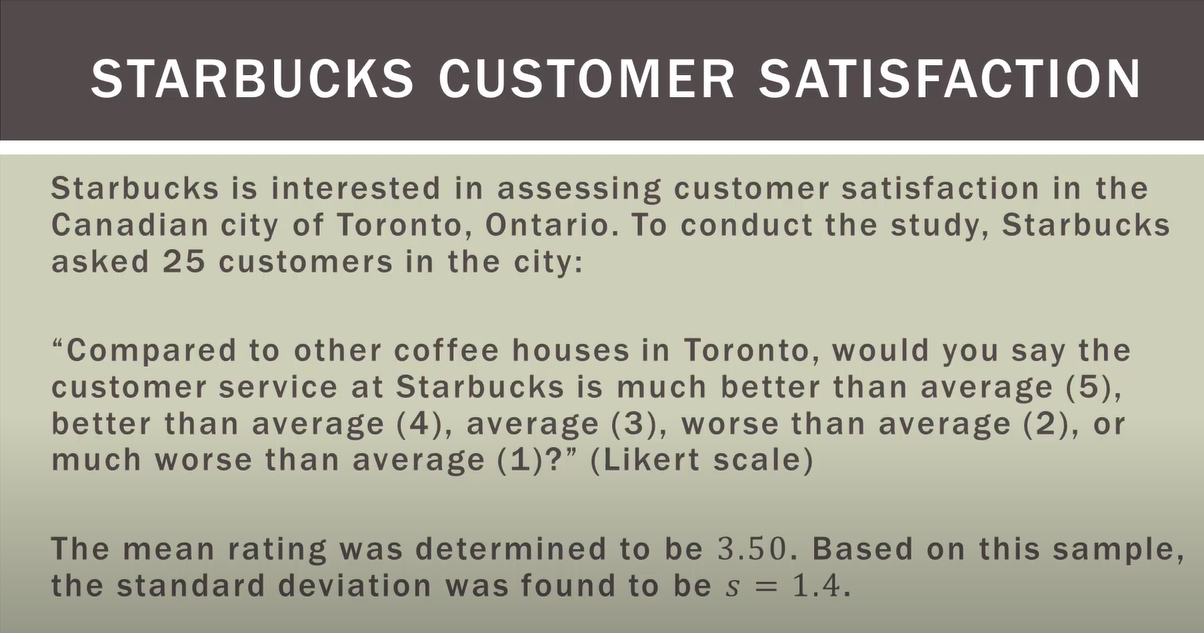 STARBUCKS CUSTOMER SATISFACTION
Starbucks is interested in assessing customer satisfaction in the
Canadian city of Toronto, Ontario. To conduct the study, Starbucks
asked 25 customers in the city:
“Compared to other coffee houses in Toronto, would you say the
customer service at Starbucks is much better than average (5),
better than average (4), average (3), worse than average (2), or
much worse than average (1)?” (Likert scale)
The mean rating was determined to be 3.50. Based on this sample,
the standard deviation was found to be s = 1.4.